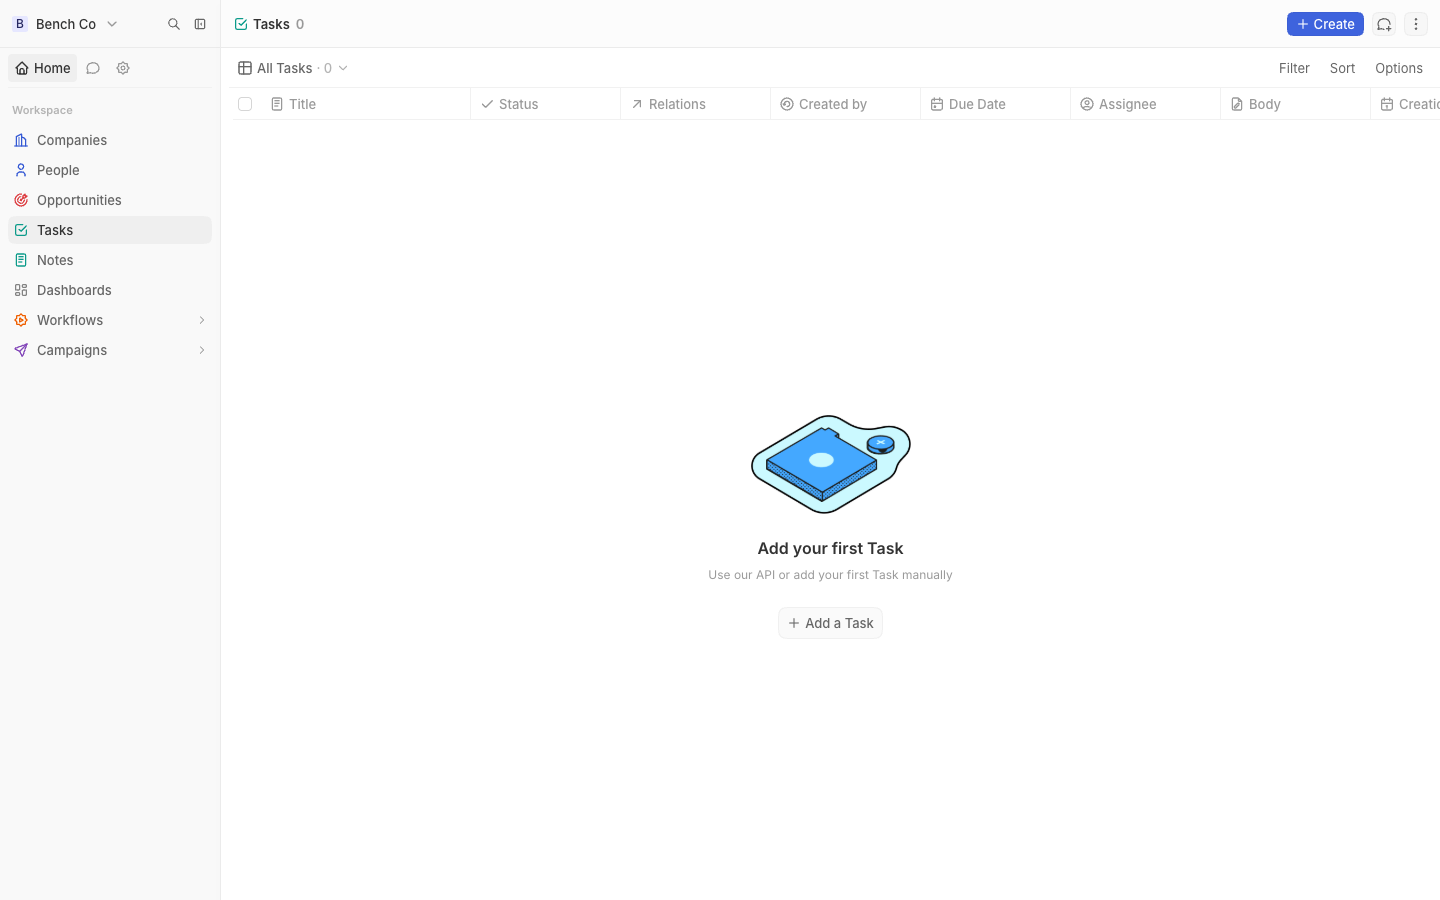 B Bench Co
Tasks 0
Create
Home
All Tasks · 0
Filter
Sort
Options
Workspace
Title
Status
Relations
Created by
Due Date
Assignee
Body
Creatio
Companies
People
Opportunities
Tasks
Notes
Dashboards
Workflows
Campaigns
Add your first Task
Use our API or add your first Task manually
Add a Task